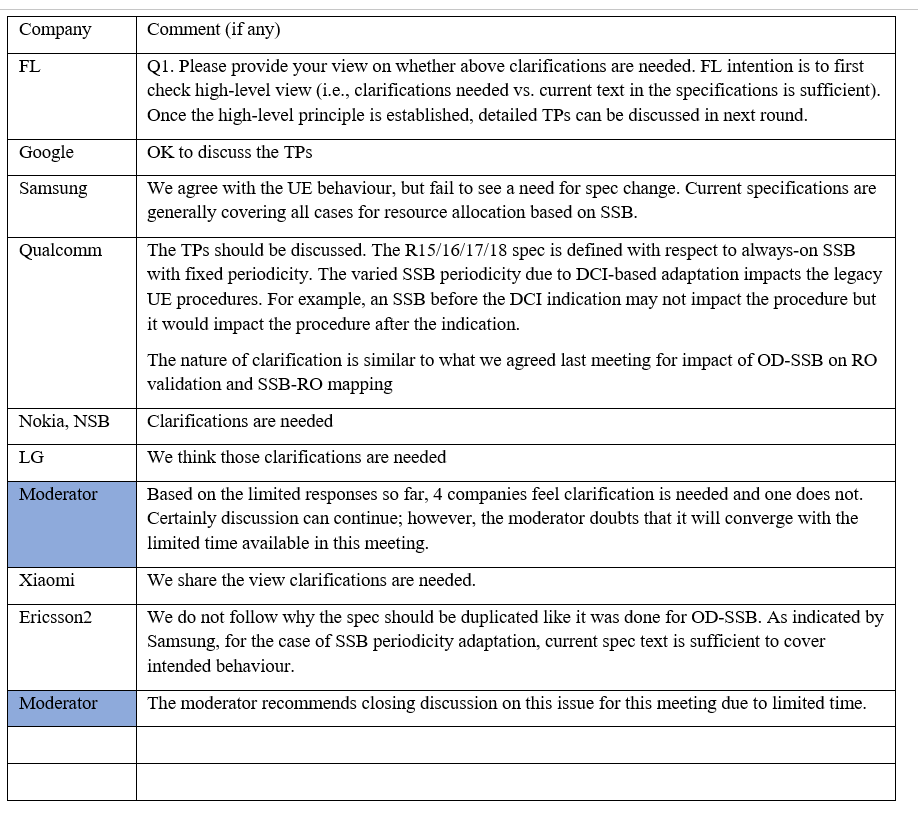 Company
Comment (if any)
FL
Q1. Please provide your view on whether above clarifications are needed. FL intention is to first
check high-level view (i.e., clarifications needed vs. current text in the specifications is sufficient).
Once the high-level principle is established, detailed TPs can be discussed in next round.
Google
OK to discuss the TPs
Samsung
We agree with the UE behaviour, but fail to see a need for spec change. Current specifications are
generally covering all cases for resource allocation based on SSB.
Qualcomm
The TPs should be discussed. The R15/16/17/18 spec is defined with respect to always-on SSB
with fixed periodicity. The varied SSB periodicity due to DCI-based adaptation impacts the legacy
UE procedures. For example, an SSB before the DCI indication may not impact the procedure but
it would impact the procedure after the indication.
The nature of clarification is similar to what we agreed last meeting for impact of OD-SSB on RO
validation and SSB-RO mapping
Nokia, NSB
Clarifications are needed
LG
We think those clarifications are needed
Moderator
Based on the limited responses so far, 4 companies feel clarification is needed and one does not.
Certainly discussion can continue; however, the moderator doubts that it will converge with the
limited time available in this meeting.
Xiaomi
We share the view clarifications are needed.
Ericsson2
We do not follow why the spec should be duplicated like it was done for OD-SSB. As indicated by
Samsung, for the case of SSB periodicity adaptation, current spec text is sufficient to cover
intended behaviour.
Moderator
The moderator recommends closing discussion on this issue for this meeting due to limited time.